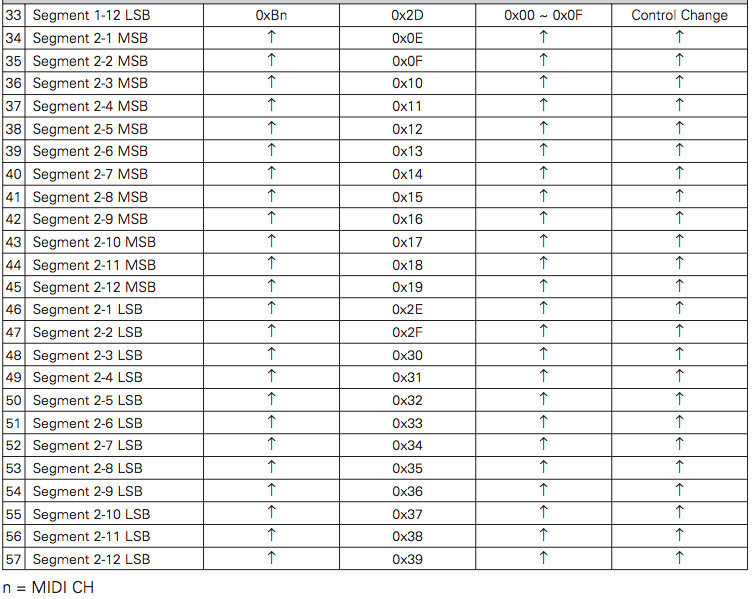 33 Segment 1-12 LSB 0xBn 0x2D 0x00 ~ 0x0F Control Change
34 Segment 2-1 MSB ↑ 0x0E ↑ ↑
35 Segment 2-2 MSB ↑ 0x0F ↑ ↑
36 Segment 2-3 MSB ↑ 0x10 ↑ ↑
37 Segment 2-4 MSB ↑ 0x11 ↑ ↑
38 Segment 2-5 MSB ↑ 0x12 ↑ ↑
39 Segment 2-6 MSB ↑ 0x13 ↑ ↑
40 Segment 2-7 MSB ↑ 0x14 ↑ ↑
41 Segment 2-8 MSB ↑ 0x15 ↑ ↑
42 Segment 2-9 MSB ↑ 0x16 ↑ ↑
43 Segment 2-10 MSB ↑ 0x17 ↑ ↑
44 Segment 2-11 MSB ↑ 0x18 ↑ ↑
45 Segment 2-12 MSB ↑ 0x19 ↑ ↑
46 Segment 2-1 LSB ↑ 0x2E ↑ ↑
47 Segment 2-2 LSB ↑ 0x2F ↑ ↑
48 Segment 2-3 LSB ↑ 0x30 ↑ ↑
49 Segment 2-4 LSB ↑ 0x31 ↑ ↑
50 Segment 2-5 LSB ↑ 0x32 ↑ ↑
51 Segment 2-6 LSB ↑ 0x33 ↑ ↑
52 Segment 2-7 LSB ↑ 0x34 ↑ ↑
53 Segment 2-8 LSB ↑ 0x35 ↑ ↑
54 Segment 2-9 LSB ↑ 0x36 ↑ ↑
55 Segment 2-10 LSB ↑ 0x37 ↑ ↑
56 Segment 2-11 LSB ↑ 0x38 ↑ ↑
57 Segment 2-12 LSB ↑ 0x39 ↑ ↑
n = MIDI CH